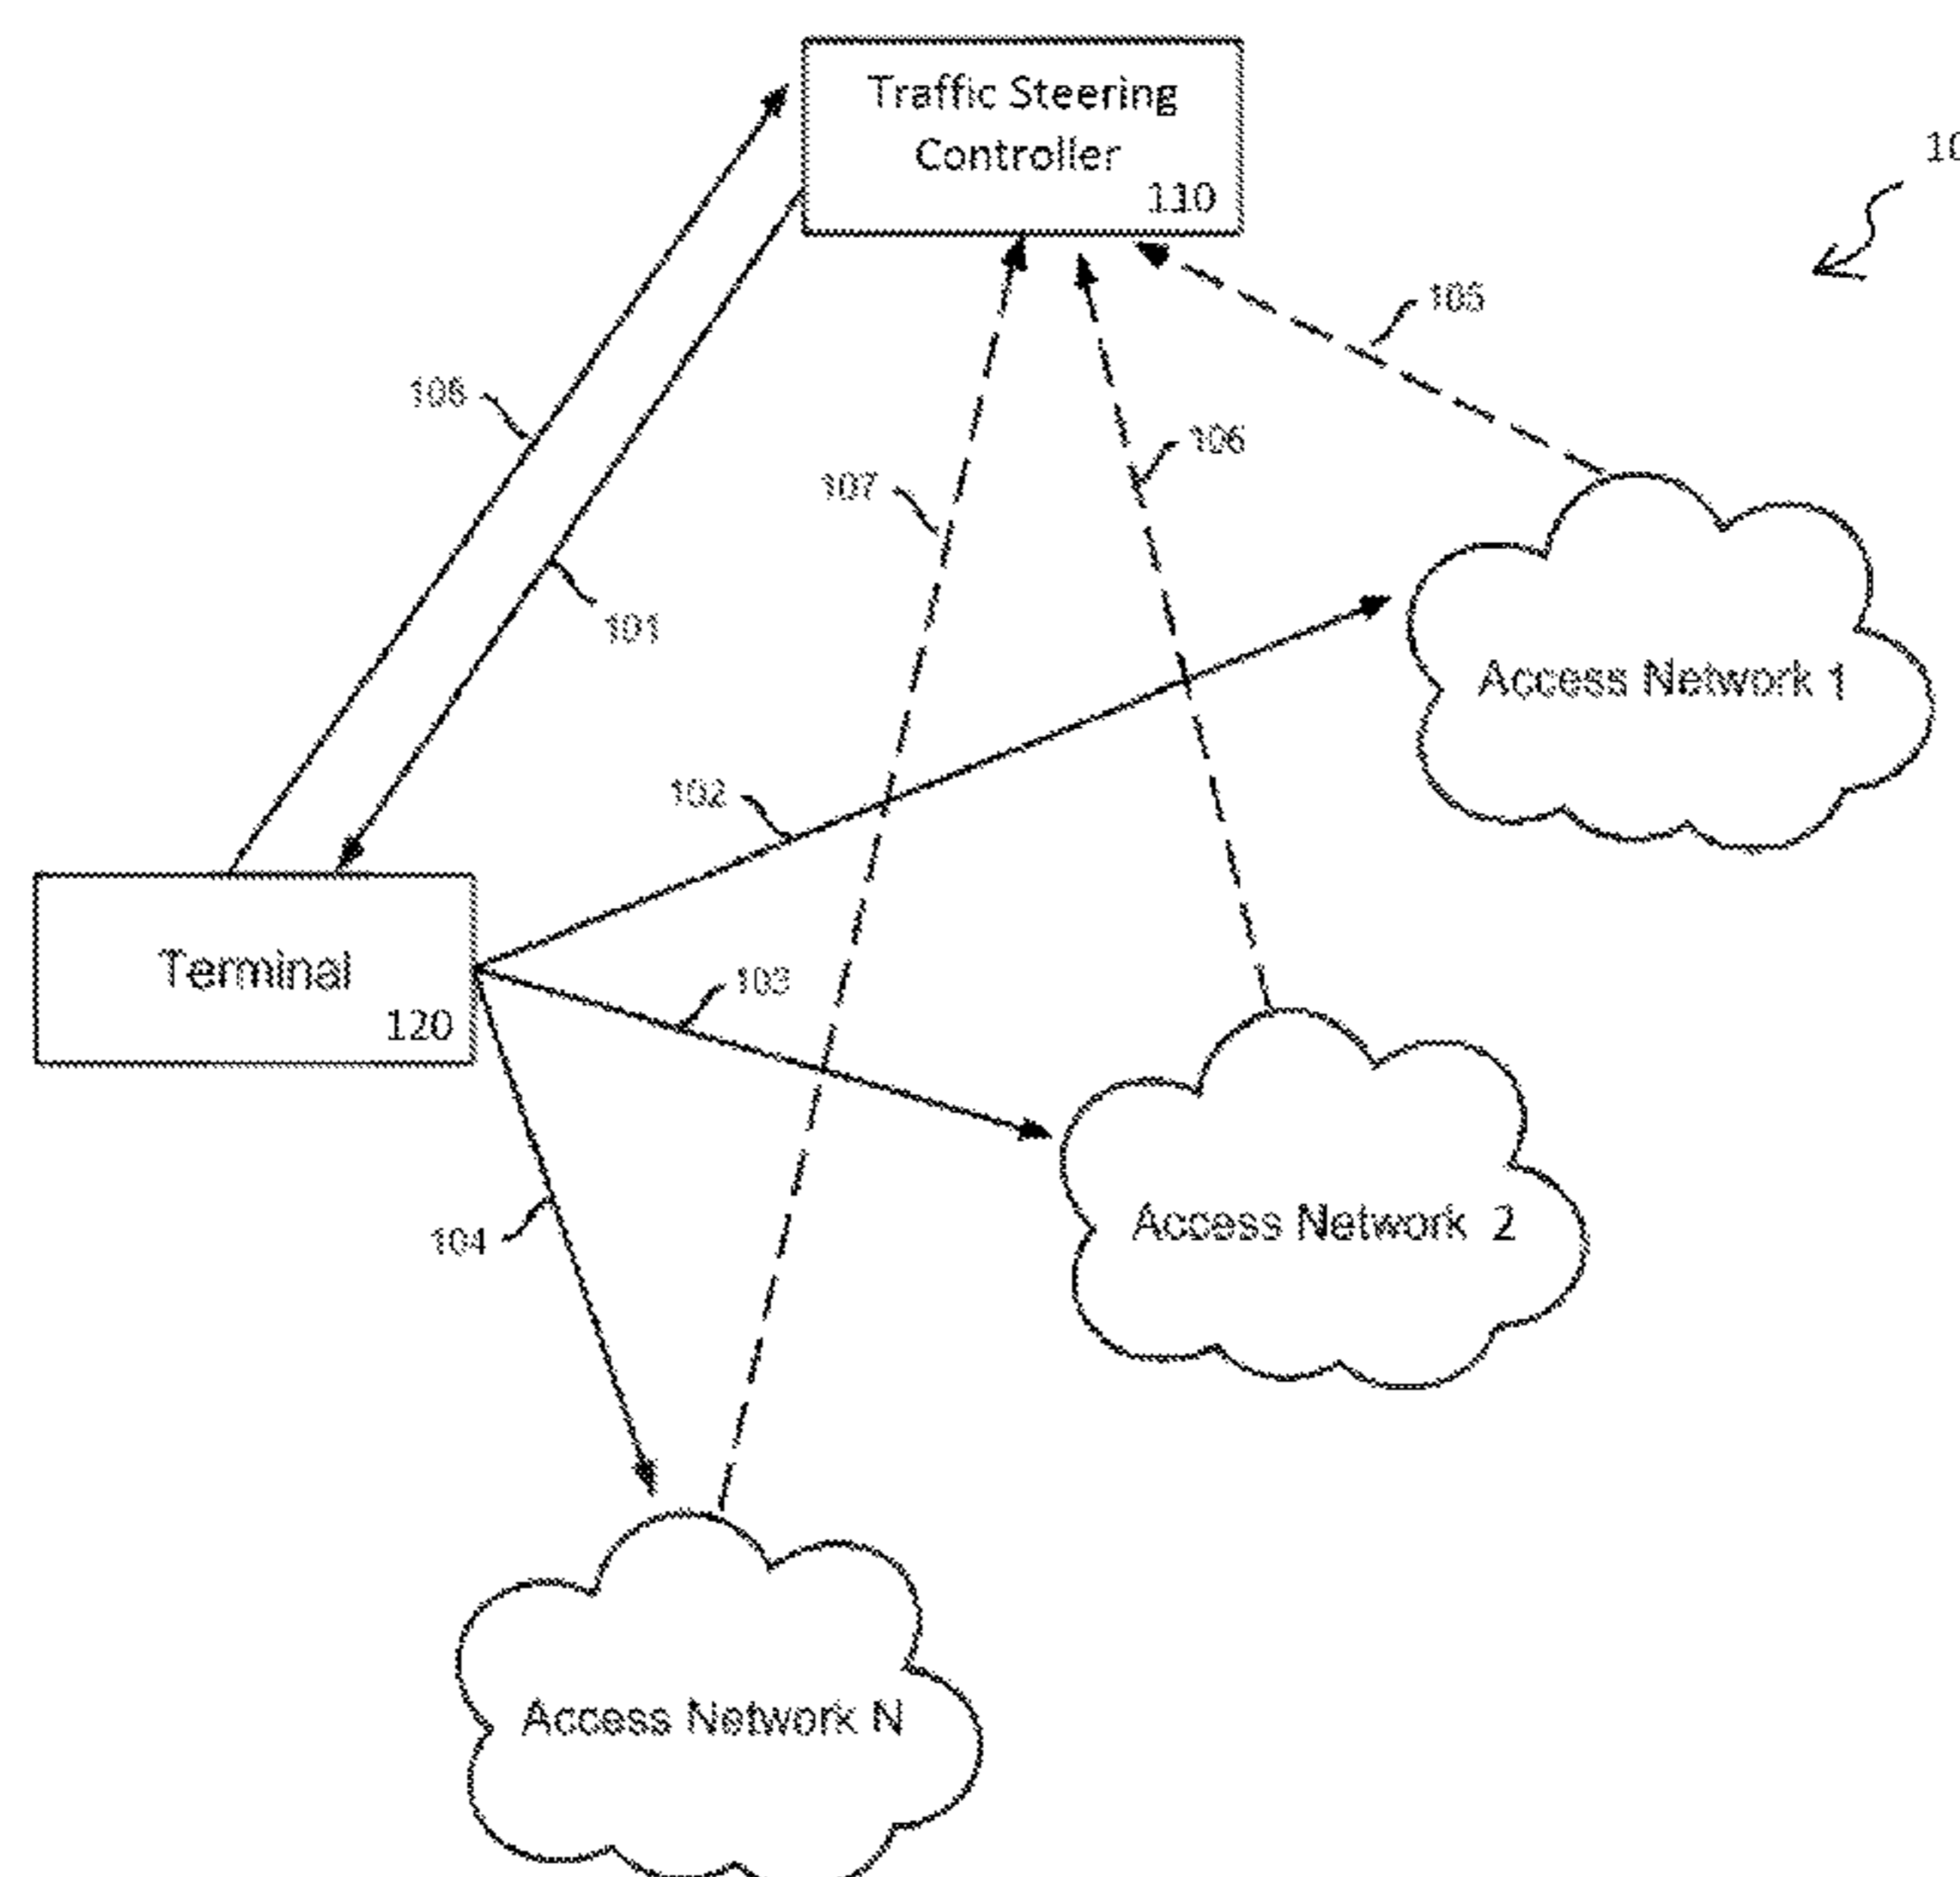 Traffic Steering
Controller
110
10
105
108
106
107
101
Access Network 1
102
Terminal
120
103
104
Access Network 2
Access Network N